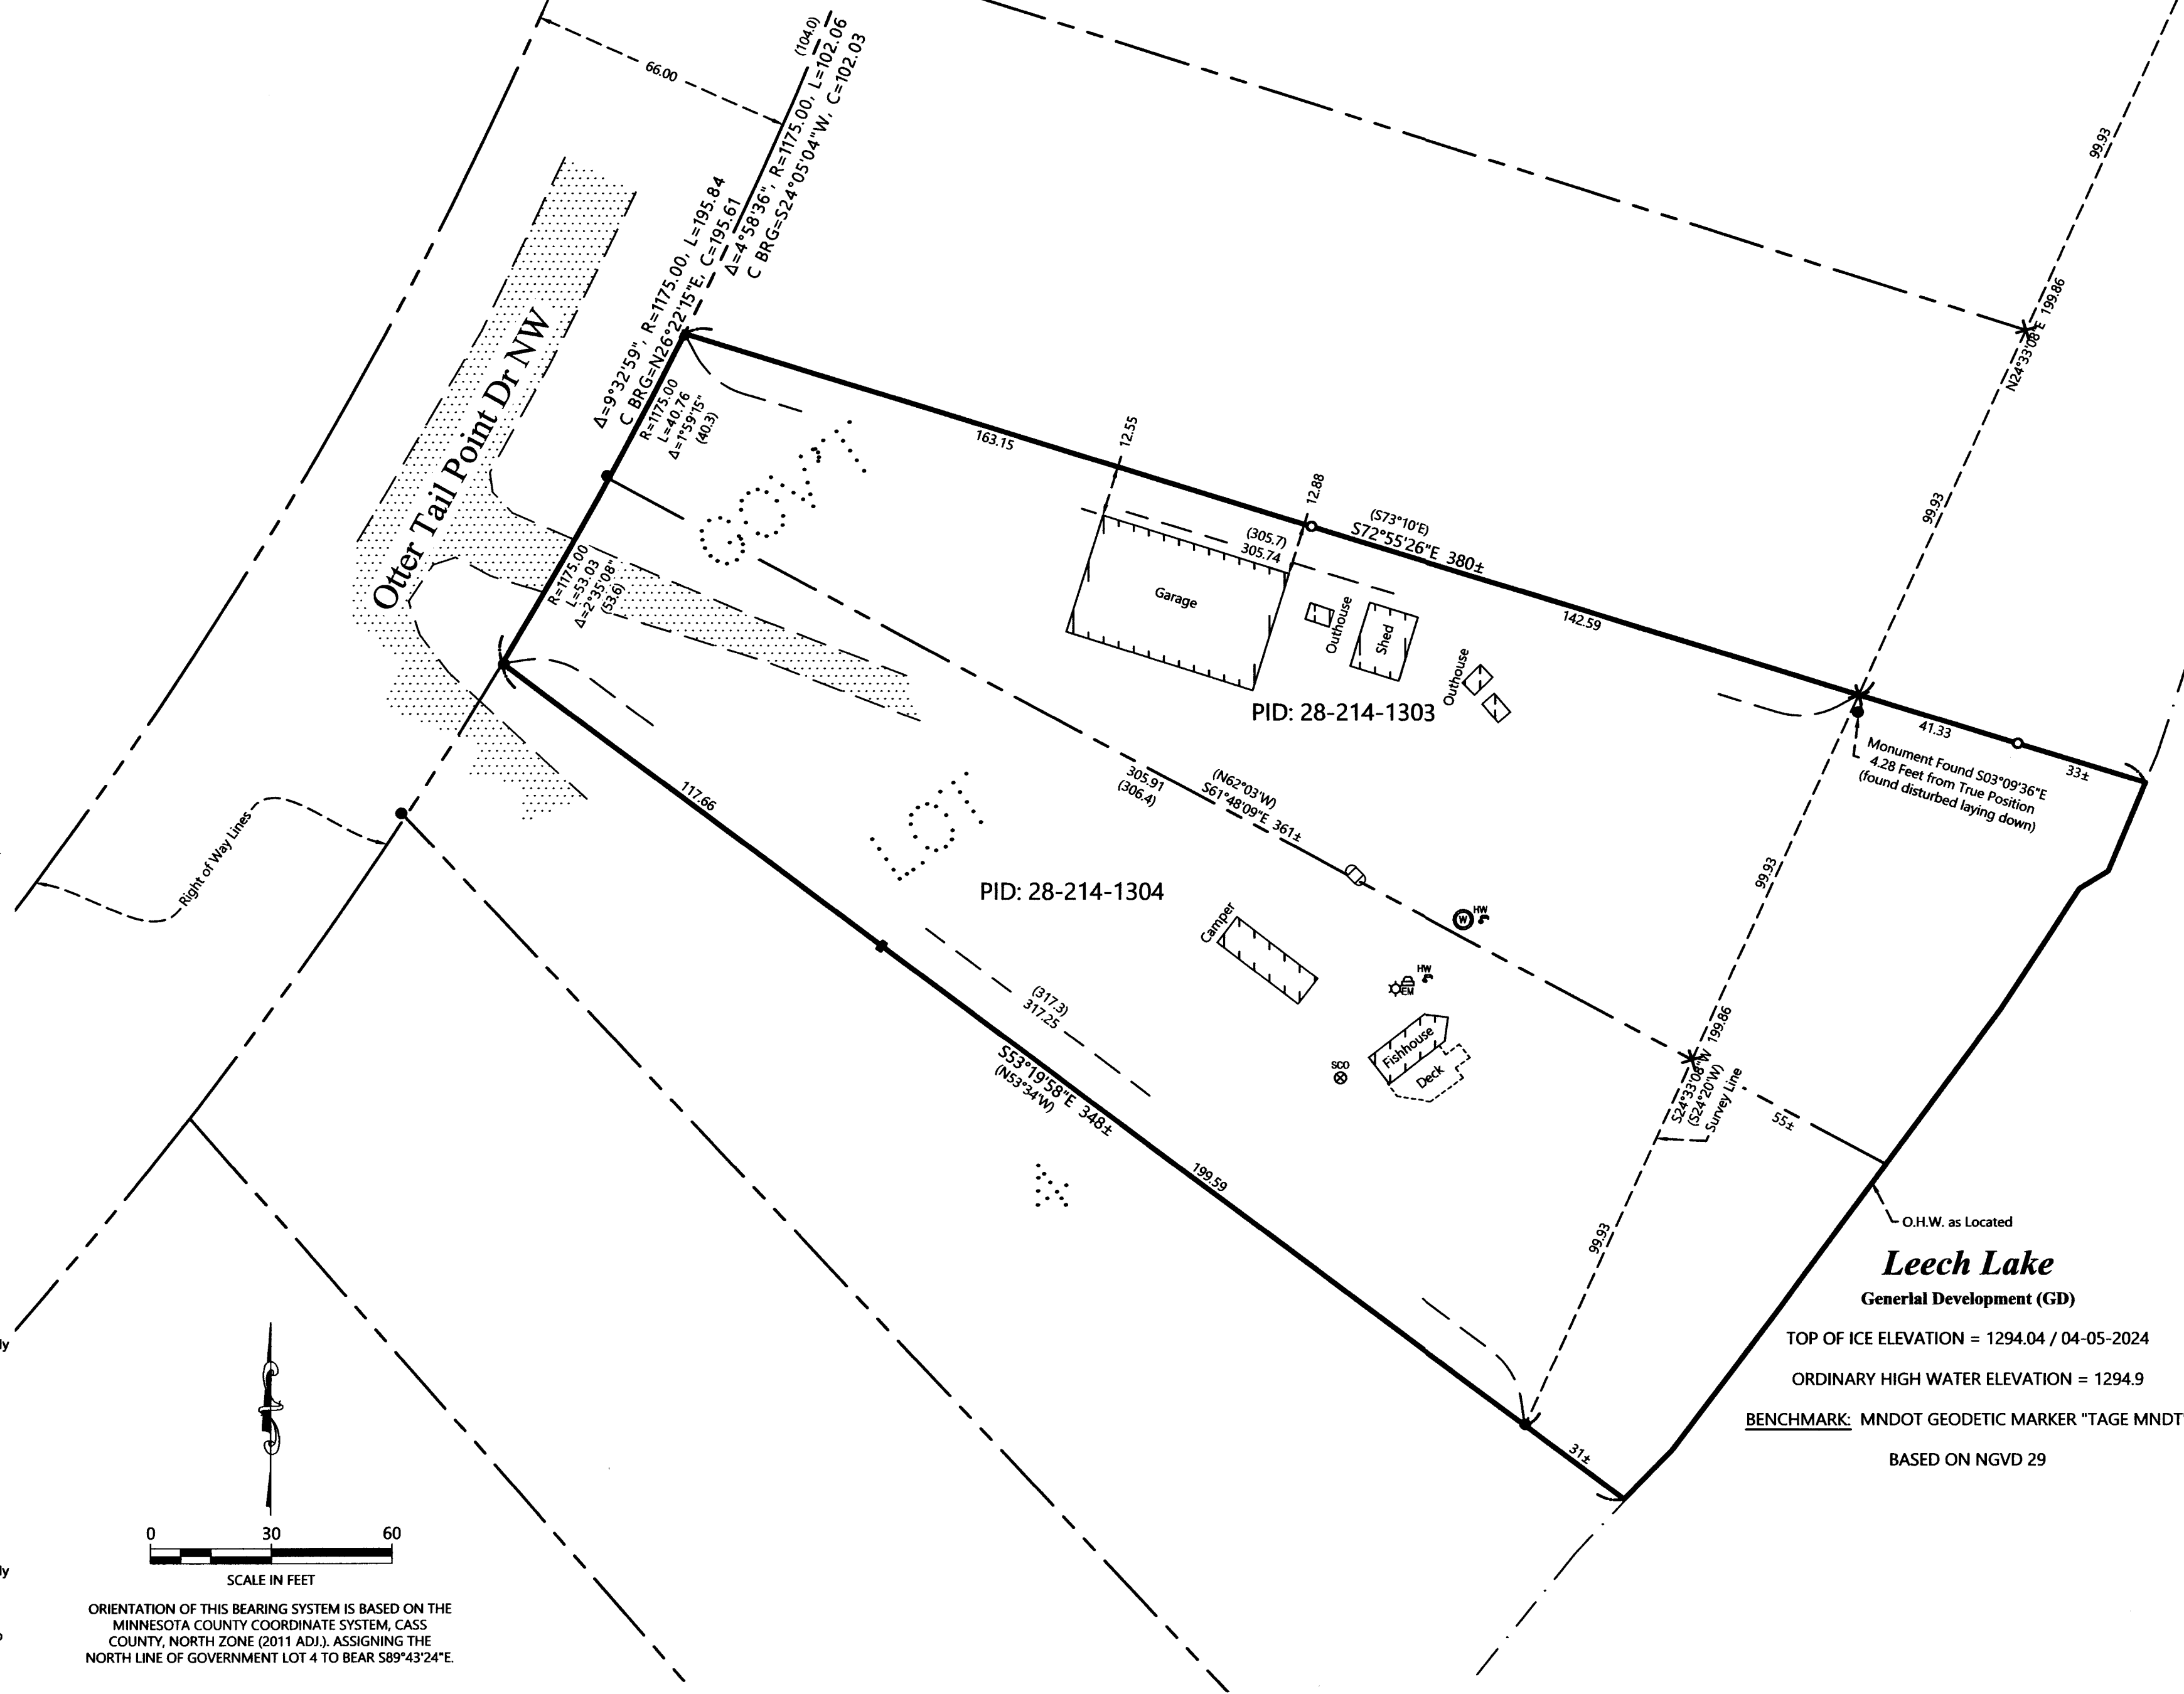 (104.0)
66.00
Δ=4°58'36", R=1175.00, L=102.06
C BRG=S24°05'04"W, C=102.03
Δ=9°32'59", R=1175.00, L=195.84
C BRG=N26°22'15"E, C=195.61
99.93
N24°33'08"E 199.86
Otter Tail Point Dr NW
R=1175.00
L=40.76
Δ=1°59'15"
(40.3)
163.15
12.55
12.88
(S73°10'E)
S72°55'26"E 380±
(305.7)
305.74
99.93
GOV'T
Garage
Outhouse
Shed
142.59
R=1175.00
L=53.03
Δ=2°35'08"
(53.6)
Outhouse
PID: 28-214-1303
41.33
33±
Monument Found S03°09'36"E
4.28 Feet from True Position
(found disturbed laying down)
117.66
305.91
(306.4)
(N62°03'W)
S61°48'09"E 361±
LOT
Right of Way Lines
99.93
PID: 28-214-1304
Camper
W
HW
HW
EM
(317.3)
317.25
Fishhouse
Deck
SCO
S24°33'08"W 199.86
(S24°20'W)
Survey Line
S53°19'58"E 348±
(N53°34'W)
55±
4
199.59
99.93
O.H.W. as Located
Leech Lake
Generlal Development (GD)
TOP OF ICE ELEVATION = 1294.04 / 04-05-2024
ORDINARY HIGH WATER ELEVATION = 1294.9
BENCHMARK: MNDOT GEODETIC MARKER "TAGE MNDT
BASED ON NGVD 29
31±
ly
0 30 60
SCALE IN FEET
ly
ORIENTATION OF THIS BEARING SYSTEM IS BASED ON THE
MINNESOTA COUNTY COORDINATE SYSTEM, CASS
COUNTY, NORTH ZONE (2011 ADJ.). ASSIGNING THE
NORTH LINE OF GOVERNMENT LOT 4 TO BEAR S89°43'24"E.